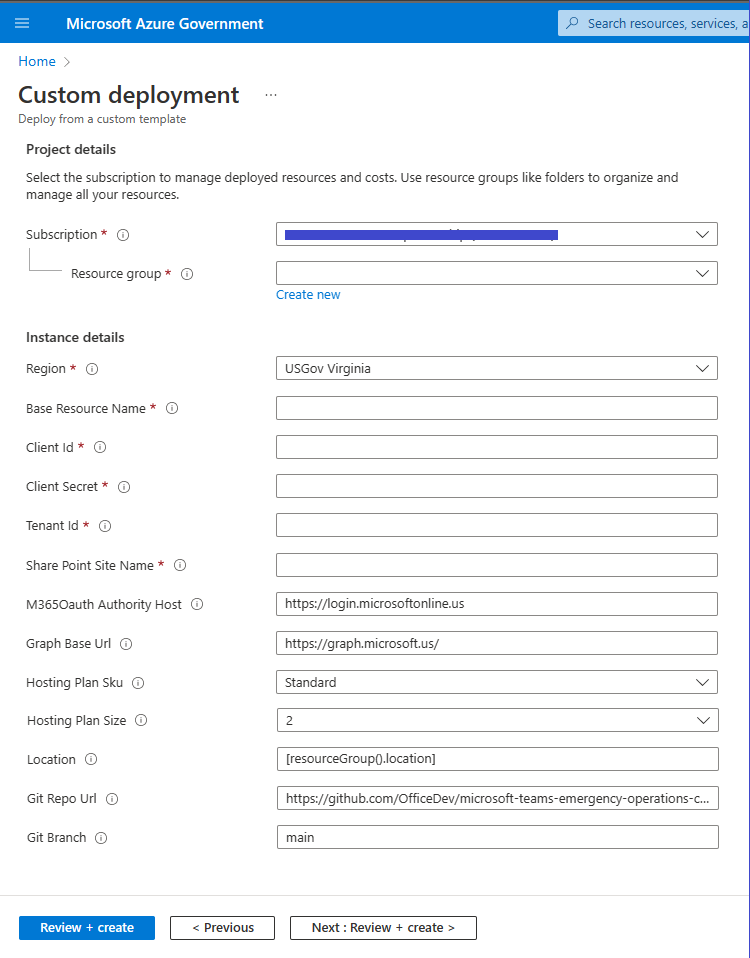 Microsoft Azure Government
Search resources, services, a
Home
Custom deployment ...
Deploy from a custom template
Project details
Select the subscription to manage deployed resources and costs. Use resource groups like folders to organize and
manage all your resources.
Subscription *
Resource group *
Create new
Instance details
Region * USGov Virginia
Base Resource Name *
Client Id *
Client Secret *
Tenant Id *
Share Point Site Name *
M365Oauth Authority Host https://login.microsoftonline.us
Graph Base Url https://graph.microsoft.us/
Hosting Plan Sku Standard
Hosting Plan Size 2
Location [resourceGroup().location]
Git Repo Url https://github.com/OfficeDev/microsoft-teams-emergency-operations-c...
Git Branch main
Review + create < Previous Next : Review + create >